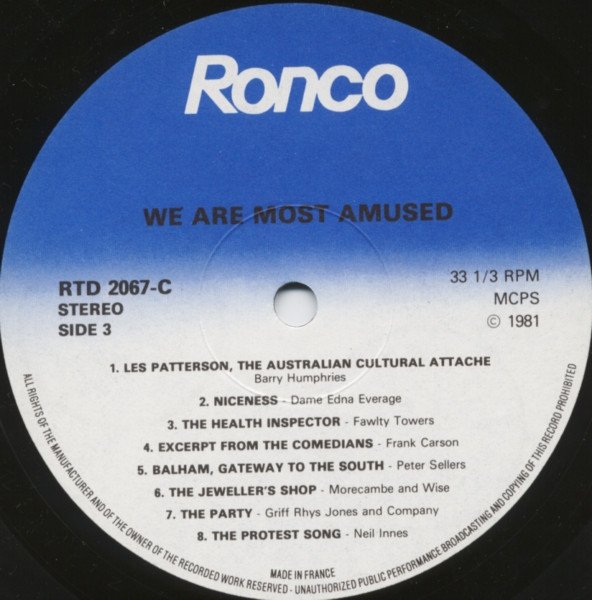 Ronco
WE ARE MOST AMUSED
RTD 2067-C
STEREO
SIDE 3
33 1/3 RPM
MCPS
© 1981
1. LES PATTERSON, THE AUSTRALIAN CULTURAL ATTACHE
Barry Humphries
2. NICENESS - Dame Edna Everage
3. THE HEALTH INSPECTOR - Fawlty Towers
4. EXCERPT FROM THE COMEDIANS - Frank Carson
5. BALHAM, GATEWAY TO THE SOUTH - Peter Sellers
6. THE JEWELLER'S SHOP - Morecambe and Wise
7. THE PARTY - Griff Rhys Jones and Company
8. THE PROTEST SONG - Neil Innes
ALL RIGHTS OF THE MANUFACTURER AND OF THE OWNER OF THE RECORDED WORK RESERVED - UNAUTHORIZED PUBLIC PERFORMANCE BROADCASTING AND COPYING OF THIS RECORD PROHIBITED
MADE IN FRANCE